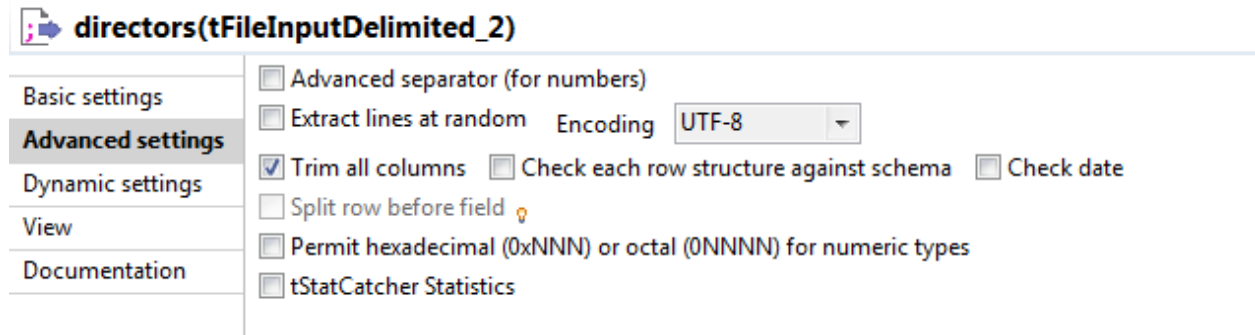 directors(tFileInputDelimited_2)
Basic settings
Advanced settings
Dynamic settings
View
Documentation
Advanced separator (for numbers)
Extract lines at random Encoding UTF-8
Trim all columns Check each row structure against schema Check date
Split row before field
Permit hexadecimal (0xNNN) or octal (0NNNN) for numeric types
tStatCatcher Statistics